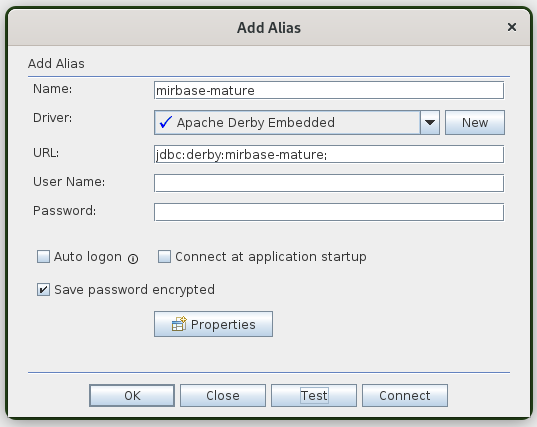 Add Alias
Add Alias
Name: mirbase-mature
Driver: Apache Derby Embedded New
URL: jdbc:derby:mirbase-mature;
User Name:
Password:
Auto logon Connect at application startup
Save password encrypted
Properties
OK Close Test Connect